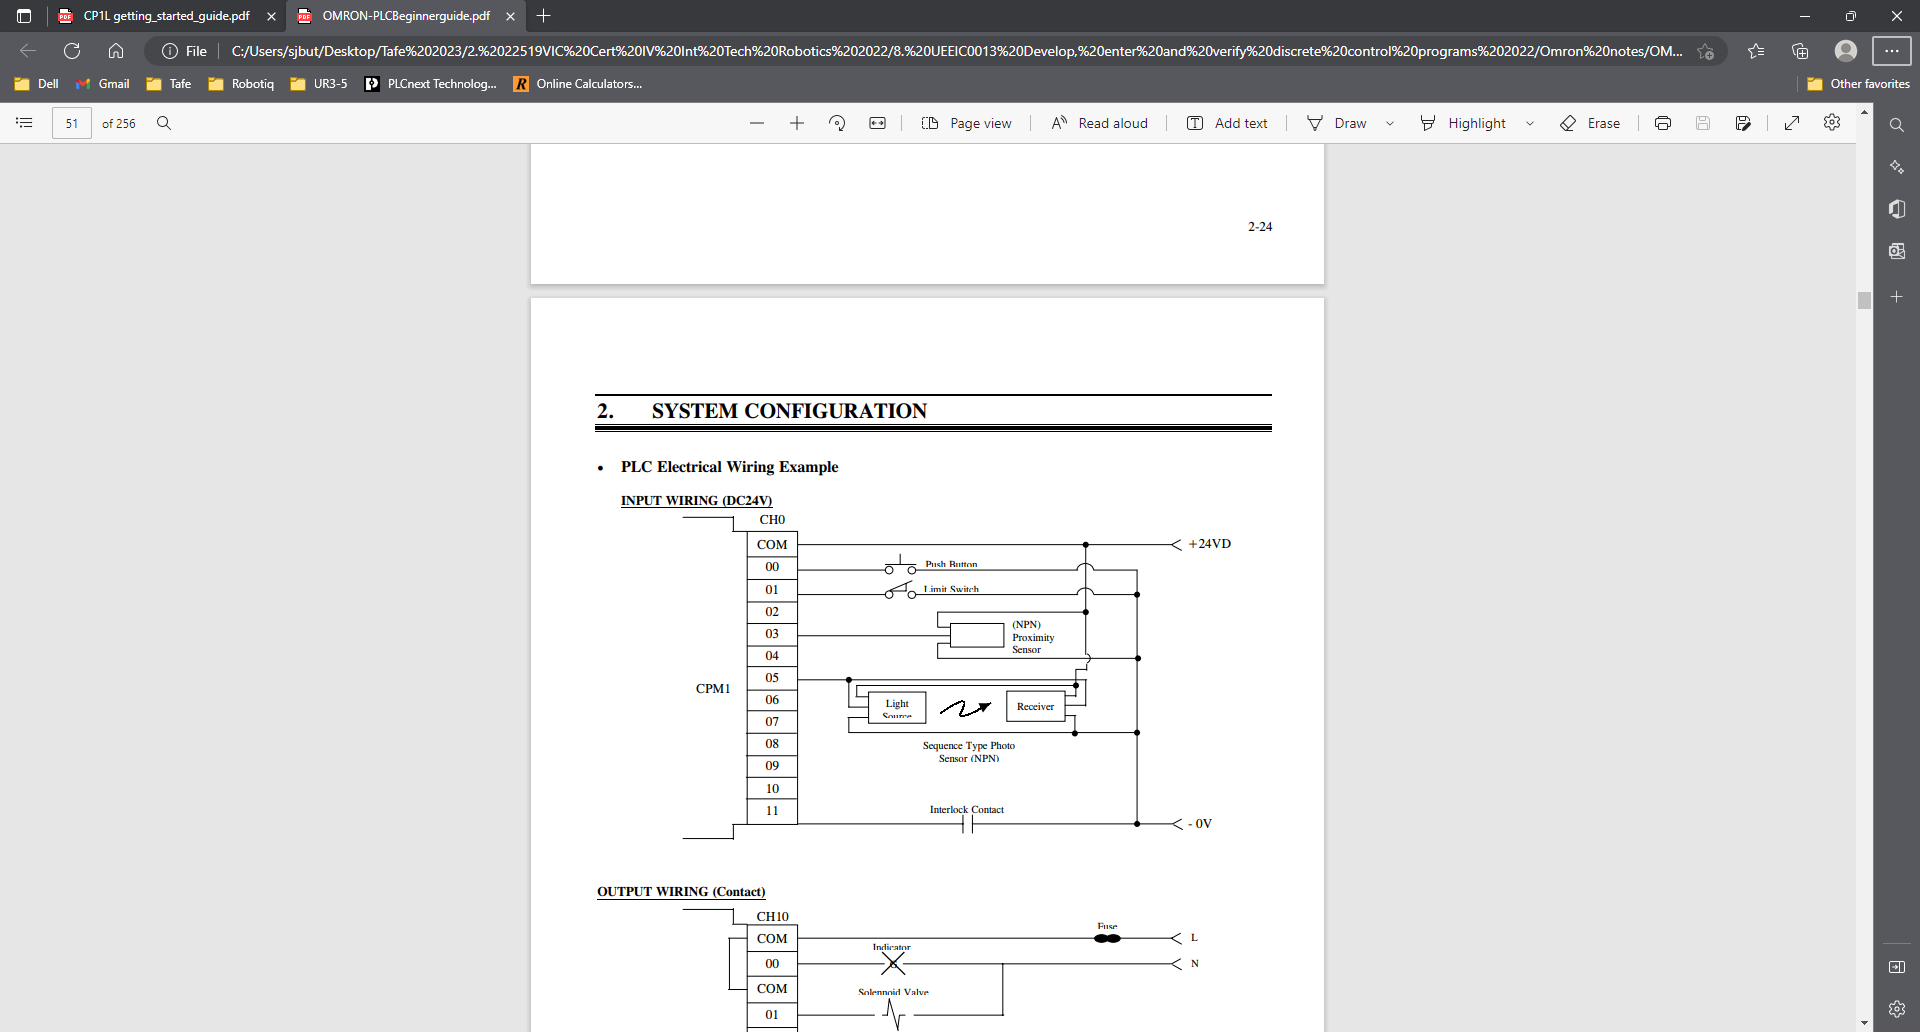 CP1L getting_started_guide.pdf
OMRON-PLCBeginnerguide.pdf
File
C:/Users/sjbut/Desktop/Tafe%202023/2.%2022519VIC%20Cert%20IV%20Int%20Tech%20Robotics%202022/8.%20UEEIC0013%20Develop,%20enter%20and%20verify%20discrete%20control%20programs%202022/Omron%20notes/OM...
Dell Gmail Tafe Robotiq UR3-5 PLCnext Technolog... Online Calculators... Other favorites
51 of 256 Page view Read aloud Add text Draw Highlight Erase
2-24
2. SYSTEM CONFIGURATION
• PLC Electrical Wiring Example
INPUT WIRING (DC24V)
CH0
COM
+24VD
00
Push Button
01
Limit Switch
02
(NPN)
03
Proximity
Sensor
04
05
CPM1
06
Light
Source
Receiver
07
08
Sequence Type Photo
Sensor (NPN)
09
10
11
Interlock Contact
- 0V
OUTPUT WIRING (Contact)
CH10
Fuse
COM
L
Indicator
00
N
COM
Solennoid Valve
01